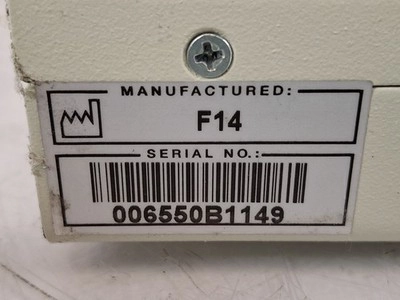 MANUFACTURED:
F14
SERIAL NO.:
006550B1149